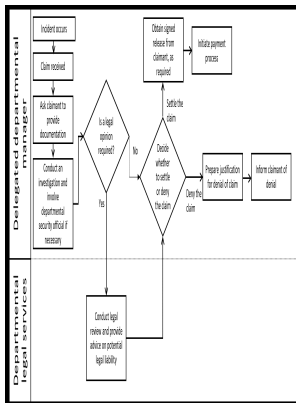 Delegated departmental
manager
Incident occurs
Claim received
Ask claimant to
provide
documentation
Conduct an
investigation and
involve
departmental
security official if
necessary
Is a legal
opinion
required?
No
Yes
Decide
whether
to settle
or deny
the claim
Settle the
claim
Obtain signed
release from
claimant, as
required
Initiate payment
process
Deny the
claim
Prepare justification
for denial of claim
Inform claimant of
denial
Departmental
legal services
Conduct legal
review and provide
advice on potential
legal liability